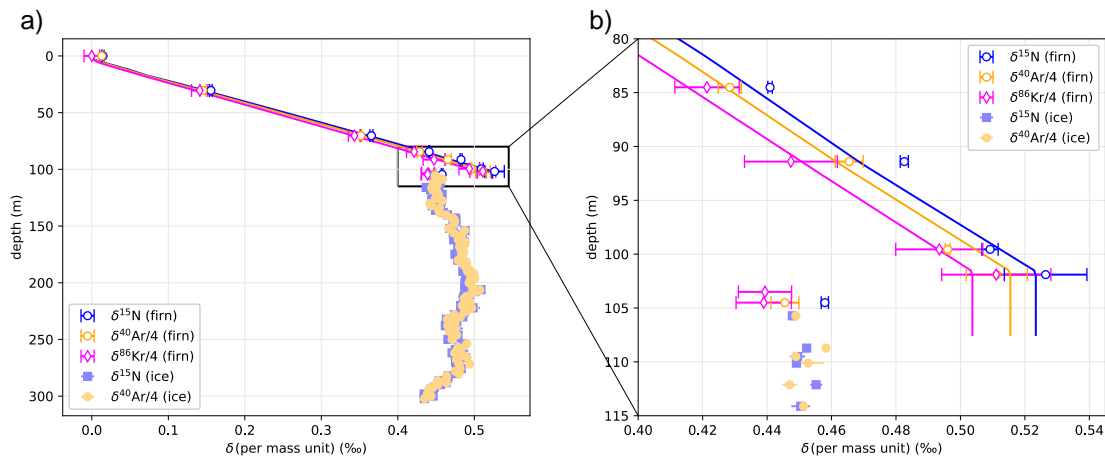 a)
0
50
100
150
200
250
300
depth (m)
0.0 0.1 0.2 0.3 0.4 0.5
δ(per mass unit) (‰)
δ¹⁵N (firn)
δ⁴⁰Ar/4 (firn)
δ⁸⁶Kr/4 (firn)
δ¹⁵N (ice)
δ⁴⁰Ar/4 (ice)
b)
80
85
90
95
100
105
110
115
depth (m)
0.40 0.42 0.44 0.46 0.48 0.50 0.52 0.54
δ(per mass unit) (‰)
δ¹⁵N (firn)
δ⁴⁰Ar/4 (firn)
δ⁸⁶Kr/4 (firn)
δ¹⁵N (ice)
δ⁴⁰Ar/4 (ice)